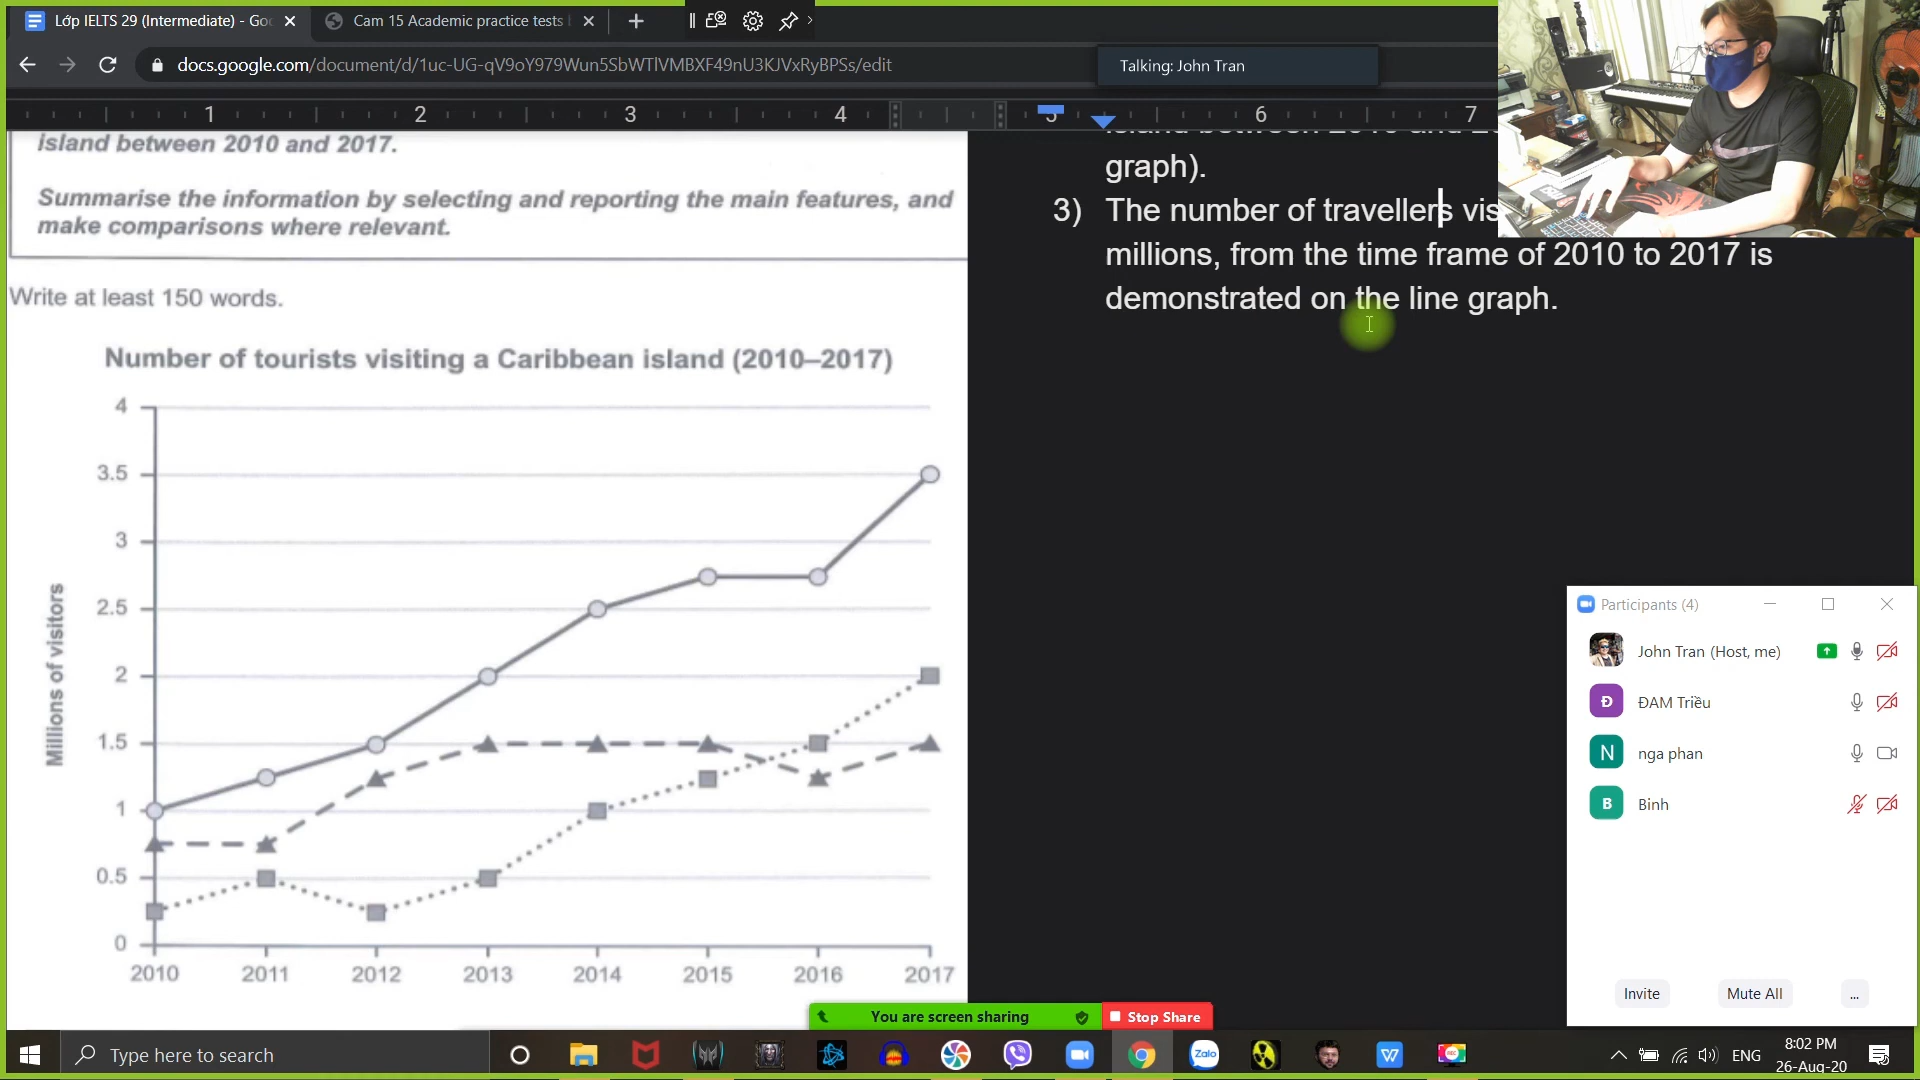 Lớp IELTS 29 (Intermediate) - Goo
Cam 15 Academic practice tests
docs.google.com/document/d/1uc-UG-qV9oY979Wun5SbWTlVMBXF49nU3KJVxRyBPSs/edit
Talking: John Tran
1 2 3 4 5 6 7
island between 2010 and 2017.
Summarise the information by selecting and reporting the main features, and
make comparisons where relevant.
Write at least 150 words.
graph).
3) The number of travellers vis
millions, from the time frame of 2010 to 2017 is
demonstrated on the line graph.
Number of tourists visiting a Caribbean island (2010–2017)
Millions of visitors
4
3.5
3
2.5
2
1.5
1
0.5
0
2010 2011 2012 2013 2014 2015 2016 2017
Participants (4)
John Tran (Host, me)
Đ ĐAM Triều
N nga phan
B Bình
Invite Mute All ...
You are screen sharing Stop Share
Type here to search
Zalo
W
REC
ENG
8:02 PM
26-Aug-20